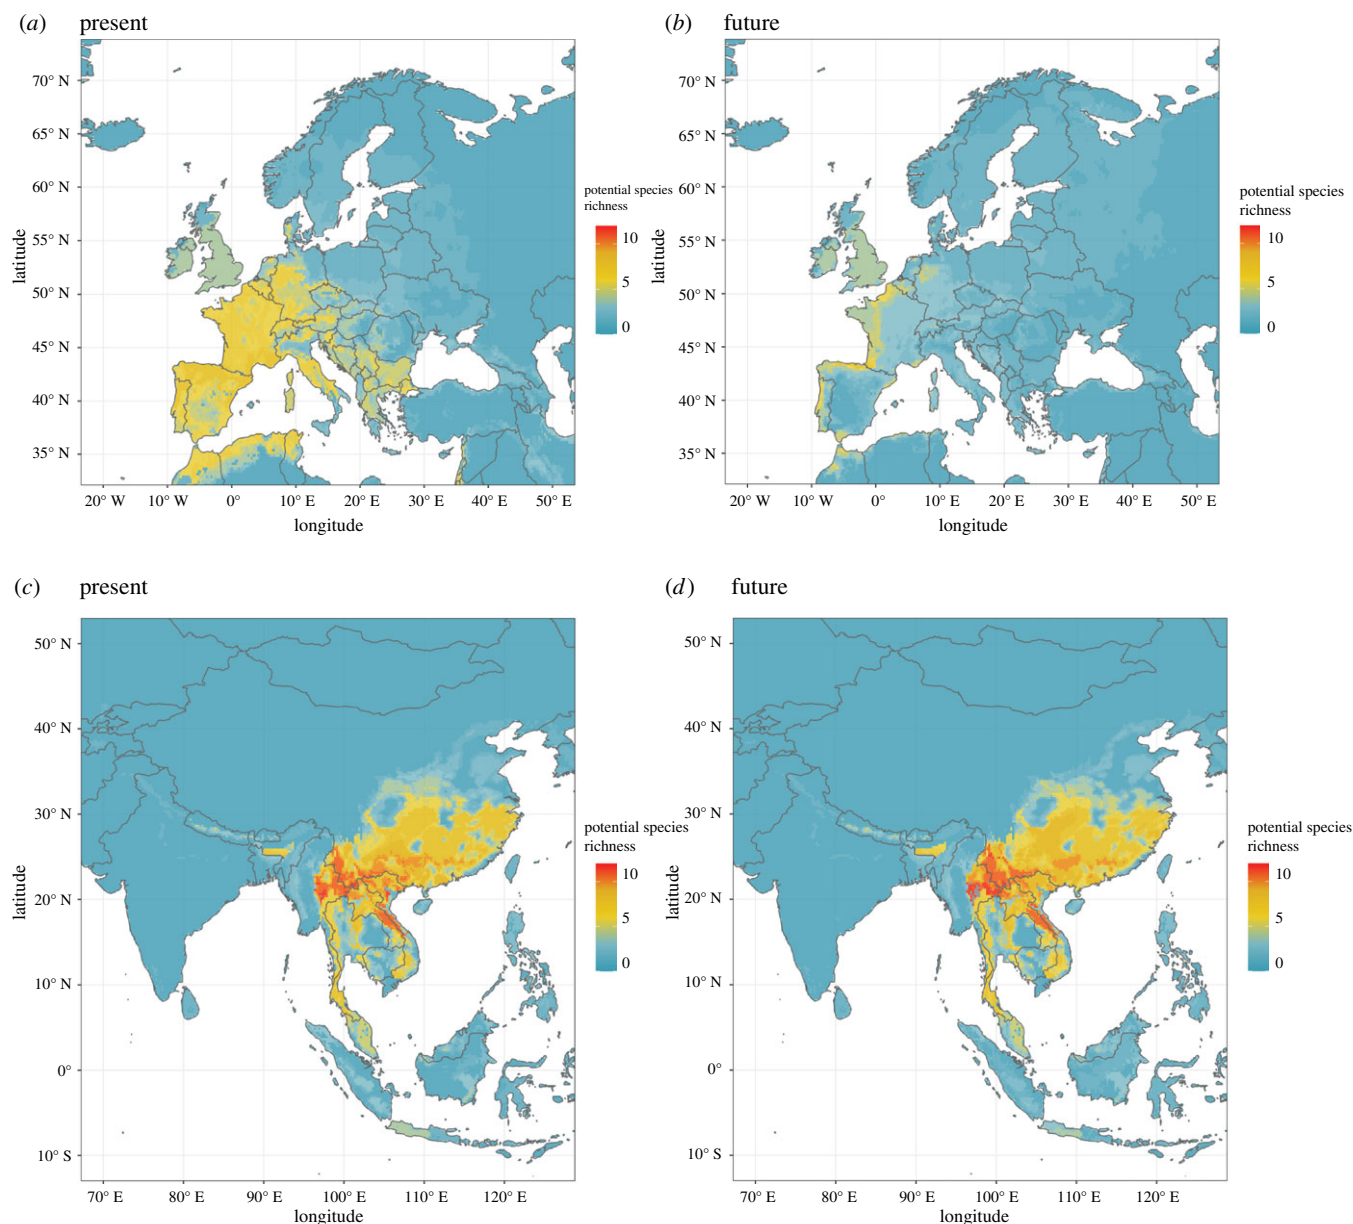 (a) present
70° N
65° N
60° N
55° N
50° N
45° N
40° N
35° N
latitude
20° W 10° W 0° 10° E 20° E 30° E 40° E 50° E
longitude
potential species
richness
10
5
0
(b) future
70° N
65° N
60° N
55° N
50° N
45° N
40° N
35° N
latitude
20° W 10° W 0° 10° E 20° E 30° E 40° E 50° E
longitude
potential species
richness
10
5
0
(c) present
50° N
40° N
30° N
20° N
10° N
0°
10° S
latitude
70° E 80° E 90° E 100° E 110° E 120° E
longitude
potential species
richness
10
5
0
(d) future
50° N
40° N
30° N
20° N
10° N
0°
10° S
latitude
70° E 80° E 90° E 100° E 110° E 120° E
longitude
potential species
richness
10
5
0